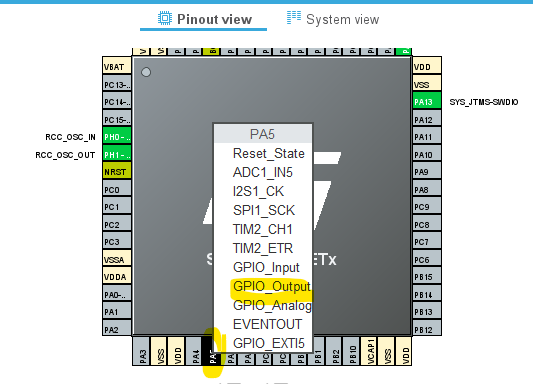 Pinout view
System view
VBAT
PC13-..
PC14-..
PC15-..
RCC_OSC_IN
PH0-..
RCC_OSC_OUT
PH1-..
NRST
PC0
PC1
PC2
PC3
VSSA
VDDA
PA0-..
PA1
PA2
PA5
Reset_State
ADC1_IN5
I2S1_CK
SPI1_SCK
TIM2_CH1
TIM2_ETR
GPIO_Input
GPIO_Output
GPIO_Analog
EVENTOUT
GPIO_EXTI5
S
ETx
VDD
VSS
PA13
SYS_JTMS-SWDIO
PA12
PA11
PA10
PA9
PA8
PC9
PC8
PC7
PC6
PB15
PB14
PB13
PB12
PA3
VSS
VDD
PA4
PB1
PB2
PB10
VCAP1
VSS
VDD